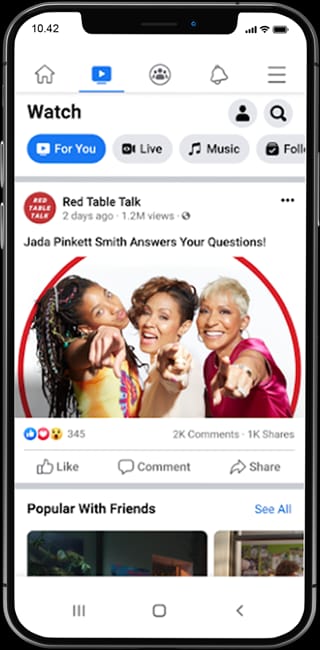 10.42
Watch
For You
Live
Music
Foll
RED
TABLE
TALK
Red Table Talk
2 days ago · 1.2M views ·
Jada Pinkett Smith Answers Your Questions!
345
2K Comments · 1K Shares
Like
Comment
Share
Popular With Friends
See All